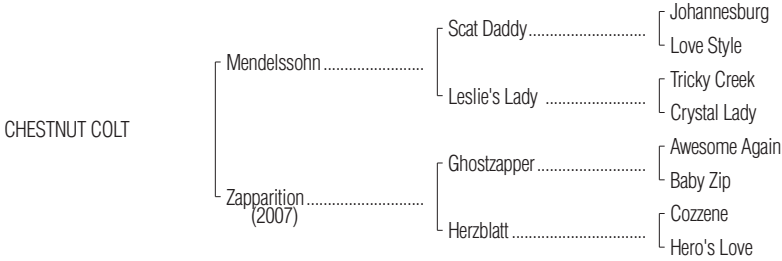 Johannesburg
Scat Daddy
Love Style
Mendelssohn
Tricky Creek
Leslie's Lady
Crystal Lady
CHESTNUT COLT
Awesome Again
Ghostzapper
Baby Zip
Zapparition
(2007)
Cozzene
Herzblatt
Hero's Love